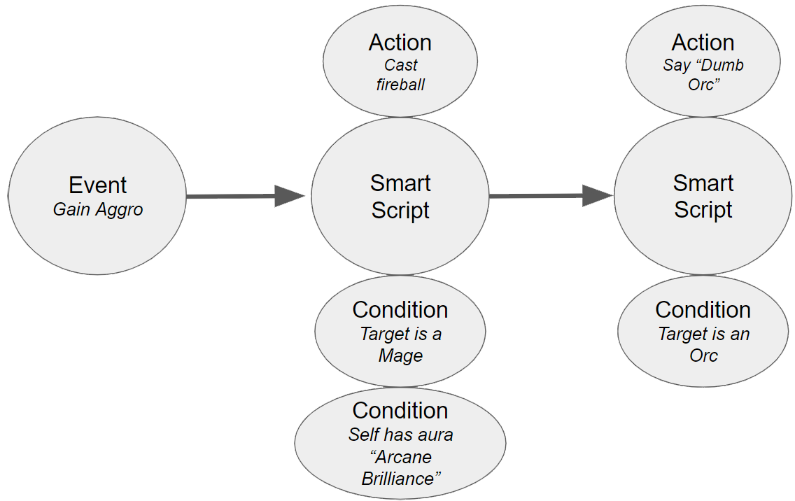 Event
Gain Aggro
Action
Cast
fireball
Smart
Script
Condition
Target is a
Mage
Condition
Self has aura
“Arcane
Brilliance”
Action
Say “Dumb
Orc”
Smart
Script
Condition
Target is an
Orc